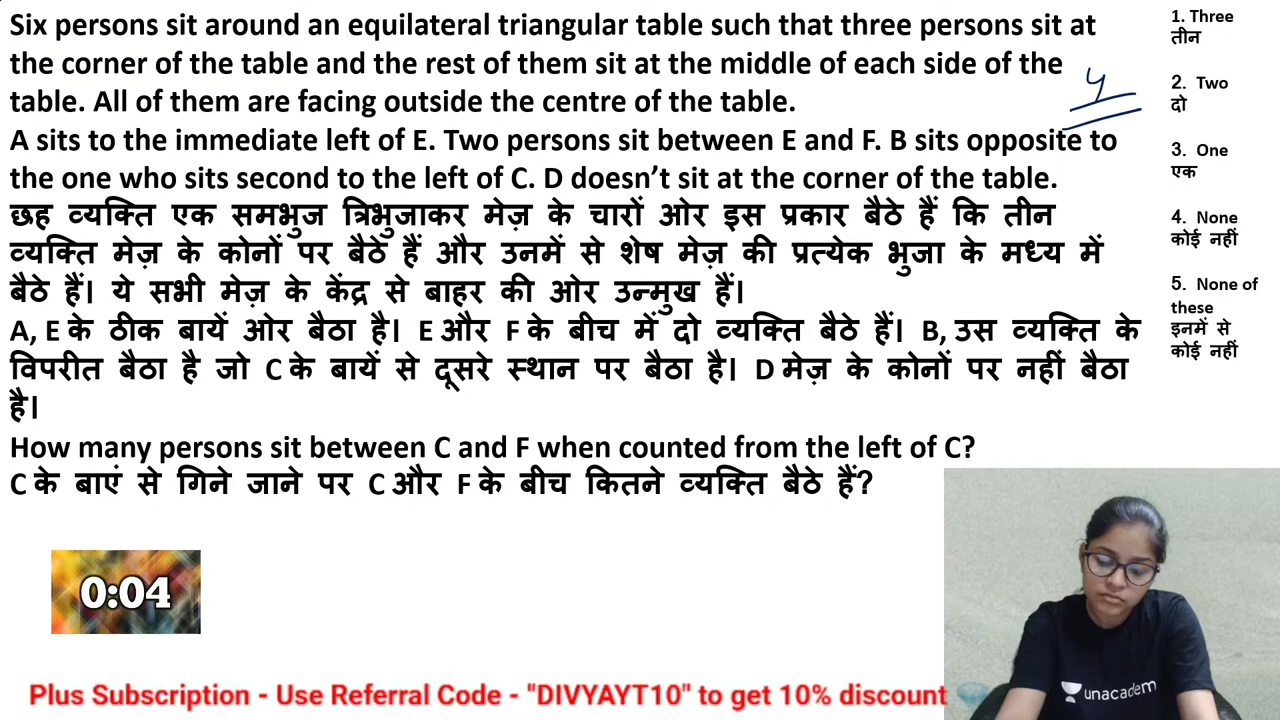 Six persons sit around an equilateral triangular table such that three persons sit at
the corner of the table and the rest of them sit at the middle of each side of the
table. All of them are facing outside the centre of the table.
A sits to the immediate left of E. Two persons sit between E and F. B sits opposite to
the one who sits second to the left of C. D doesn’t sit at the corner of the table.
छह व्यक्ति एक समभुज त्रिभुजाकर मेज़ के चारों ओर इस प्रकार बैठे हैं कि तीन
व्यक्ति मेज़ के कोनों पर बैठे हैं और उनमें से शेष मेज़ की प्रत्येक भुजा के मध्य में
बैठे हैं। ये सभी मेज़ के केंद्र से बाहर की ओर उन्मुख हैं।
A, E के ठीक बायें ओर बैठा है। E और F के बीच में दो व्यक्ति बैठे हैं। B, उस व्यक्ति के
विपरीत बैठा है जो C के बायें से दूसरे स्थान पर बैठा है। D मेज़ के कोनों पर नहीं बैठा
है।
How many persons sit between C and F when counted from the left of C?
C के बाएं से गिने जाने पर C और F के बीच कितने व्यक्ति बैठे हैं?
1. Three
तीन
2. Two
दो
3. One
एक
4. None
कोई नहीं
5. None of
these
इनमें से
कोई नहीं
0:04
unacademy
Plus Subscription - Use Referral Code - "DIVYAYT10" to get 10% discount